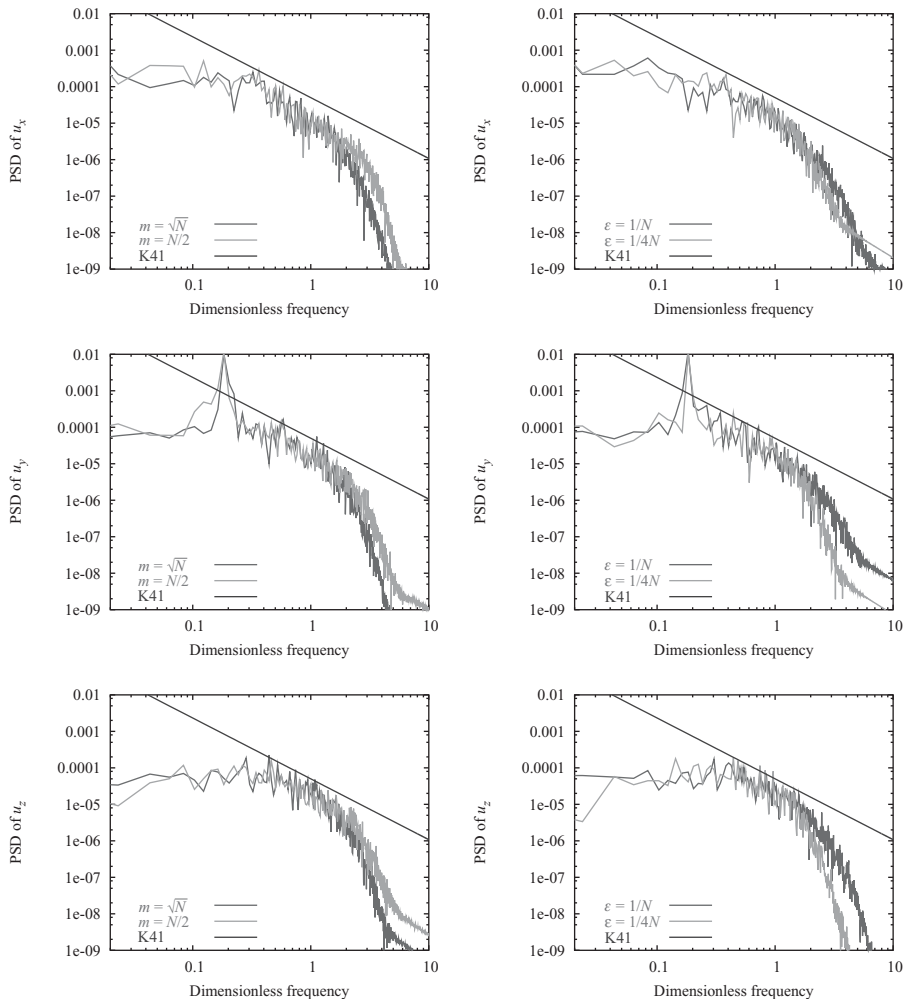 0.01
0.001
0.0001
1e-05
1e-06
1e-07
1e-08
1e-09
PSD of u_x
m = √N
m = N/2
K41
0.1
1
10
Dimensionless frequency
0.01
0.001
0.0001
1e-05
1e-06
1e-07
1e-08
1e-09
PSD of u_x
ε = 1/N
ε = 1/4N
K41
0.1
1
10
Dimensionless frequency
0.01
0.001
0.0001
1e-05
1e-06
1e-07
1e-08
1e-09
PSD of u_y
m = √N
m = N/2
K41
0.1
1
10
Dimensionless frequency
0.01
0.001
0.0001
1e-05
1e-06
1e-07
1e-08
1e-09
PSD of u_y
ε = 1/N
ε = 1/4N
K41
0.1
1
10
Dimensionless frequency
0.01
0.001
0.0001
1e-05
1e-06
1e-07
1e-08
1e-09
PSD of u_z
m = √N
m = N/2
K41
0.1
1
10
Dimensionless frequency
0.01
0.001
0.0001
1e-05
1e-06
1e-07
1e-08
1e-09
PSD of u_z
ε = 1/N
ε = 1/4N
K41
0.1
1
10
Dimensionless frequency